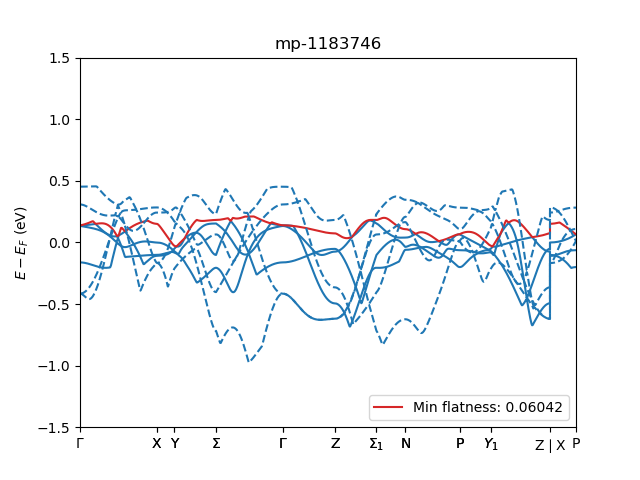 mp-1183746
E − E_F (eV)
1.5
1.0
0.5
0.0
−0.5
−1.0
−1.5
Min flatness: 0.06042
Γ X Y Σ Γ Z Σ₁ N P Y₁ Z | X P